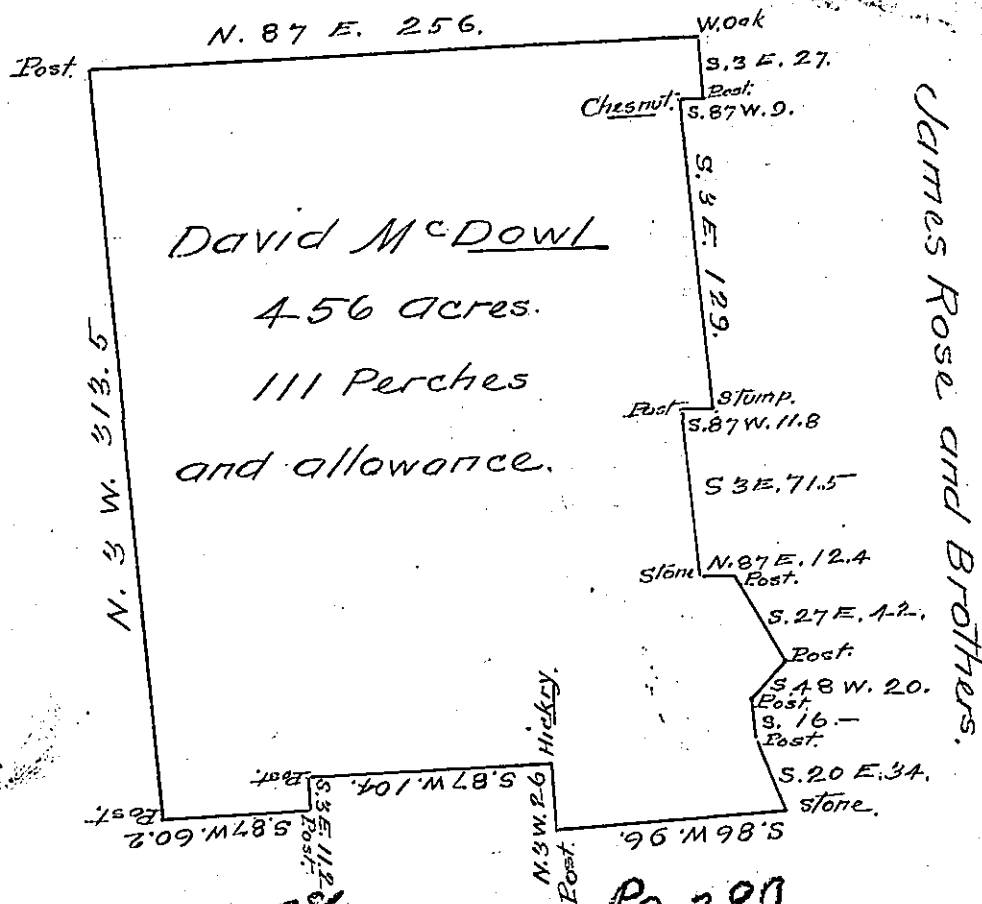 N. 87 E. 256.
W.Oak
Post.
S.3 E. 27.
Post.
Chesnut.
S.87 W. 9.
S. 3 E. 129.
James Rose and Brothers.
David McDowl
456 acres.
111 Perches
and allowance.
N. 3 W. 313.5
Post
Stump.
S.87 W. 11.8
S 3 E. 71.5
Stone
N.87 E. 12.4
Post.
S.27 E. 42.
Post.
S.48 W. 20.
Post.
S. 16.
Post.
S.20 E. 34.
stone.
Hickry.
Post.
S.87 W. 104.
N.3 W. 26
Post.
S.3 E 11.2
Post.
Post.
S.87 W. 60.2
S.86 W. 96